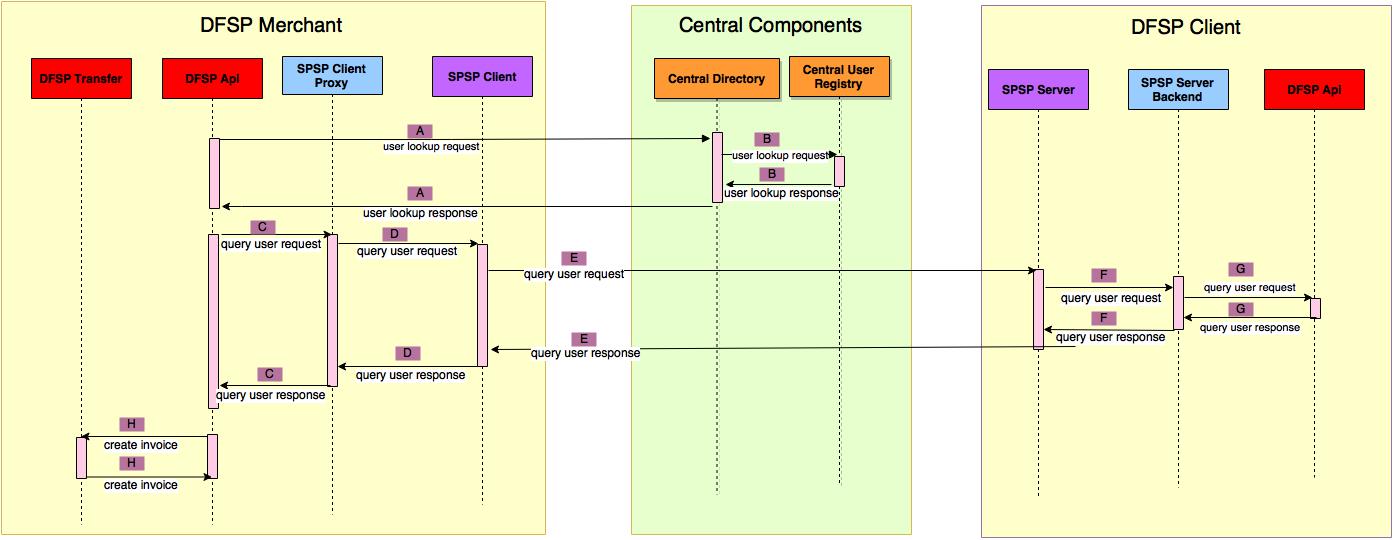 DFSP Merchant
Central Components
DFSP Client
DFSP Transfer
DFSP Api
SPSP Client
Proxy
SPSP Client
Central Directory
Central User
Registry
SPSP Server
SPSP Server
Backend
DFSP Api
A
user lookup request
B
user lookup request
B
user lookup response
A
user lookup response
C
query user request
D
query user request
E
query user request
F
query user request
G
query user request
G
query user response
F
query user response
E
query user response
D
query user response
C
query user response
H
create invoice
H
create invoice